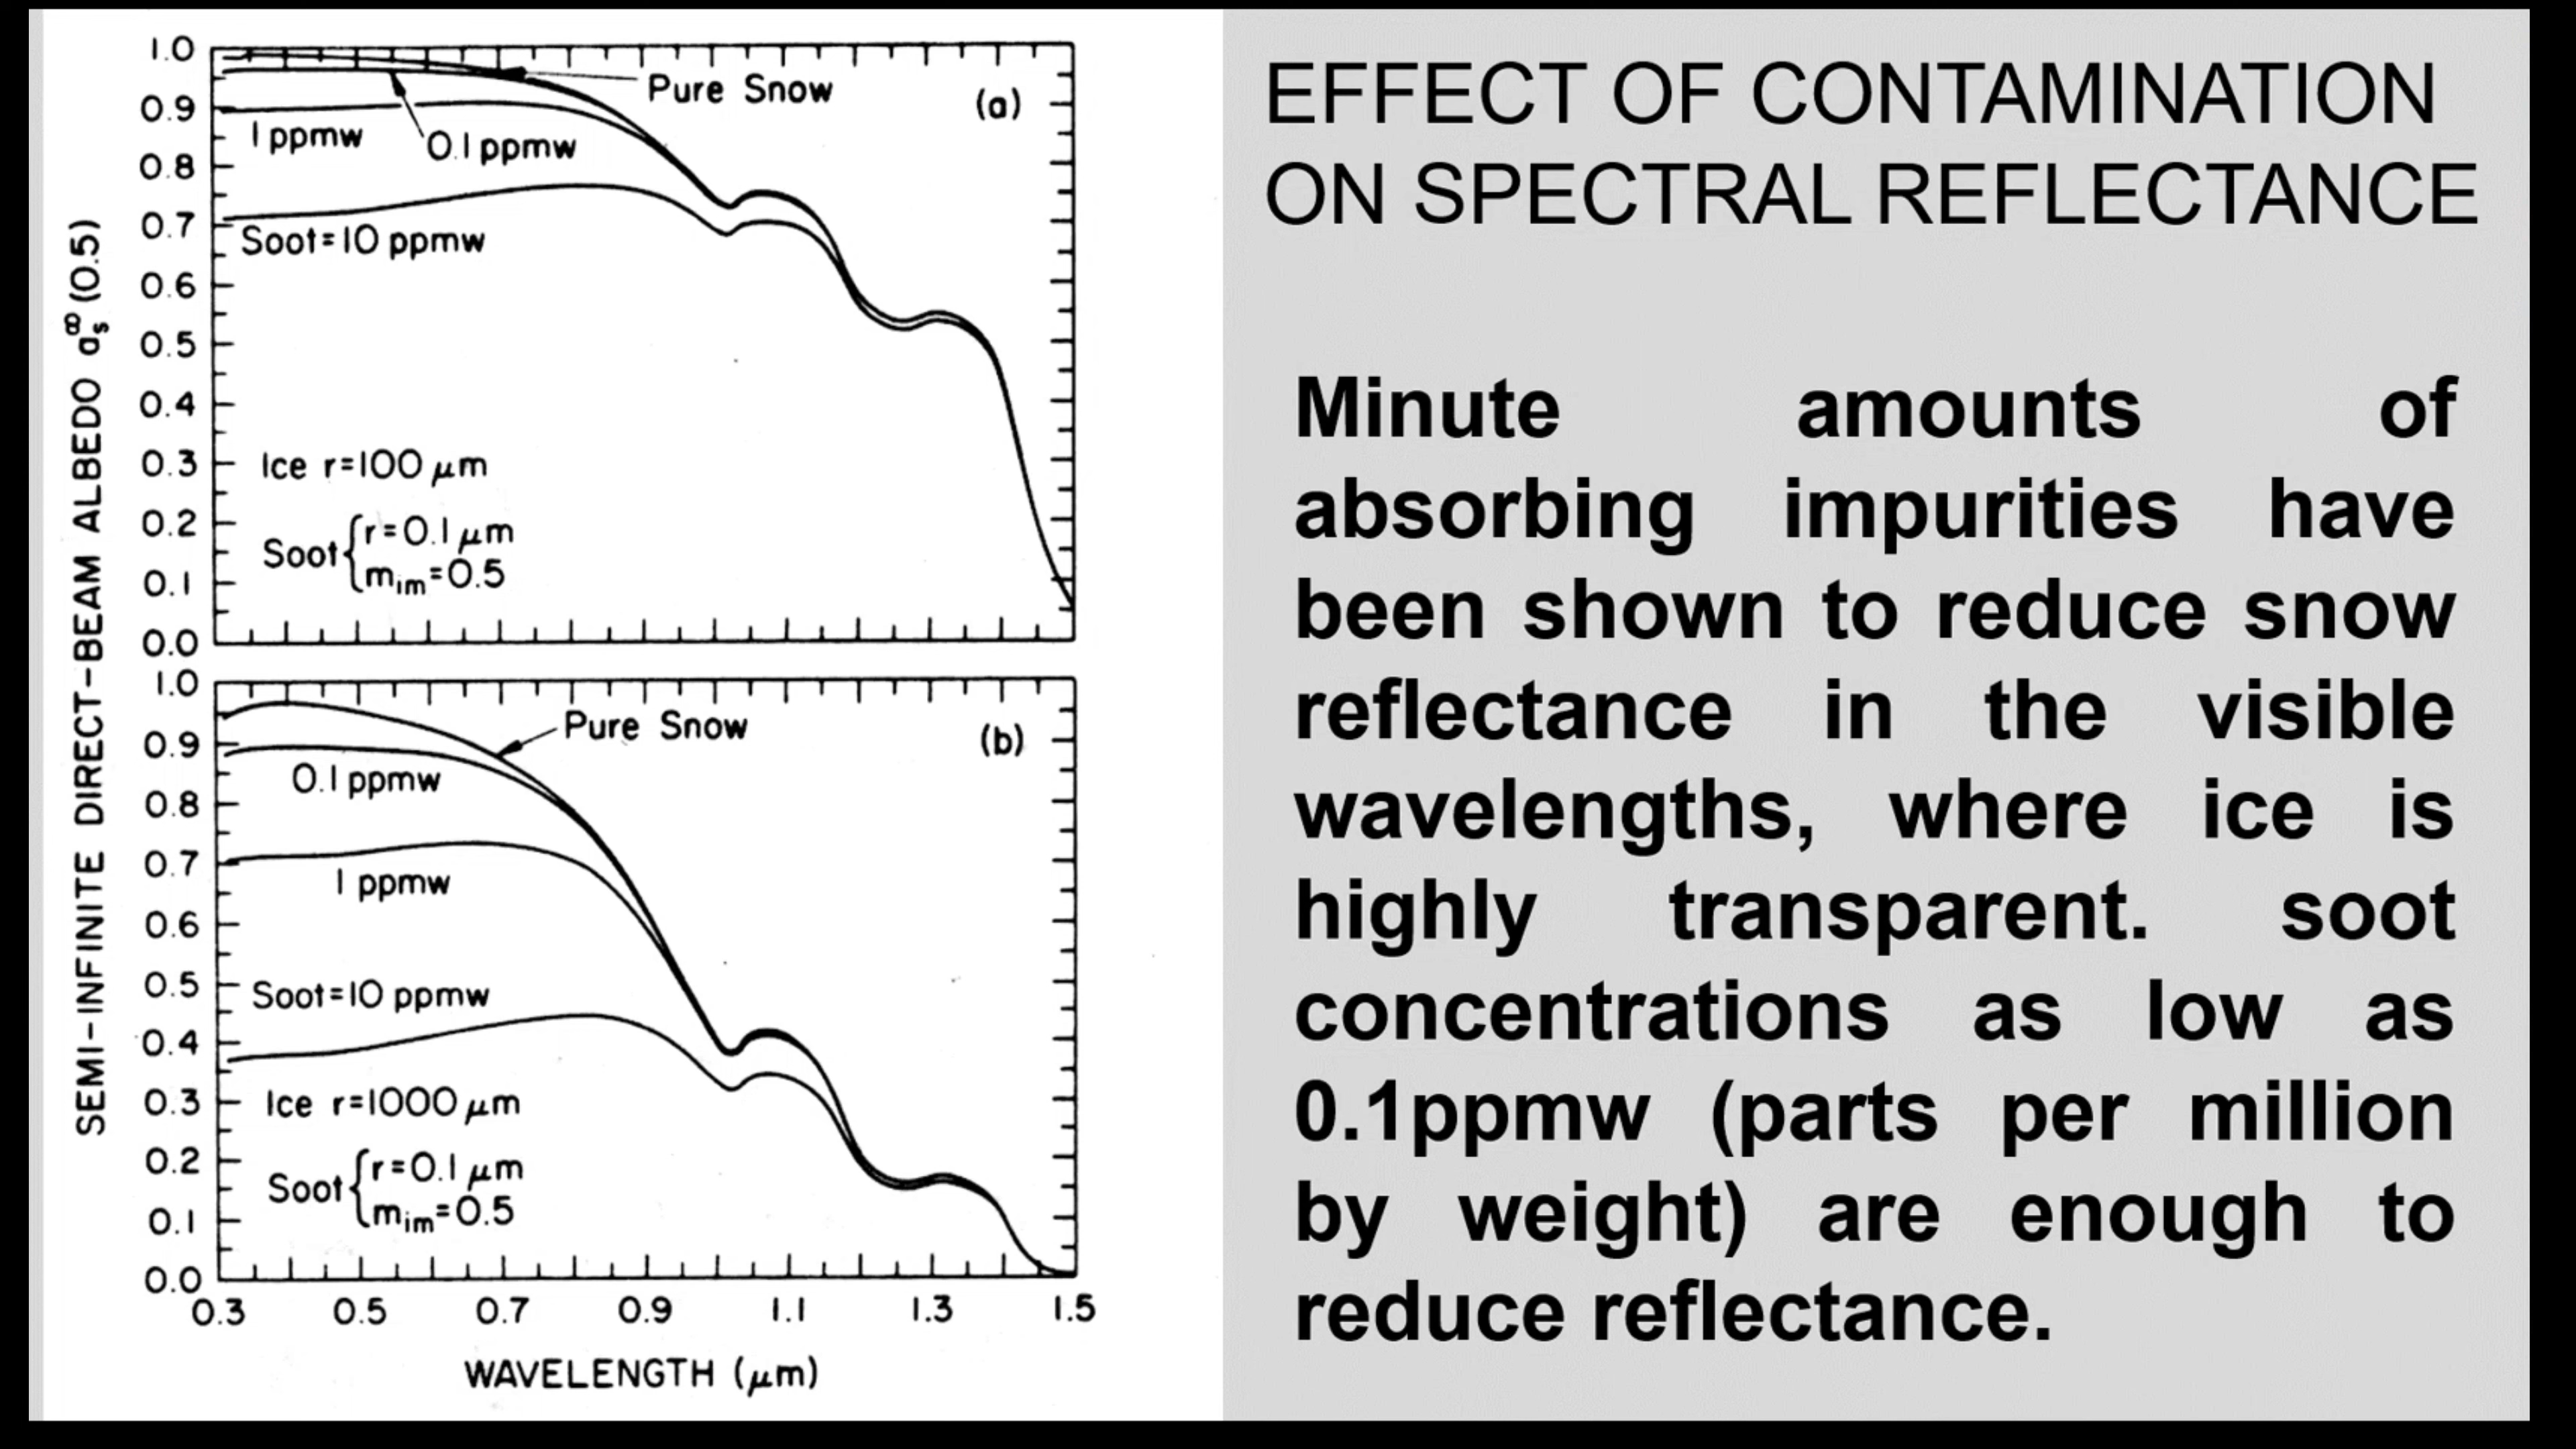 EFFECT OF CONTAMINATION
ON SPECTRAL REFLECTANCE
Minute amounts of
absorbing impurities have
been shown to reduce snow
reflectance in the visible
wavelengths, where ice is
highly transparent. soot
concentrations as low as
0.1ppmw (parts per million
by weight) are enough to
reduce reflectance.
SEMI-INFINITE DIRECT-BEAM ALBEDO a_s^∞ (0.5)
1.0
0.9
0.8
0.7
0.6
0.5
0.4
0.3
0.2
0.1
0.0
Pure Snow
(a)
1 ppmw
0.1 ppmw
Soot=10 ppmw
Ice r=100 μm
Soot { r=0.1 μm
m_im=0.5
1.0
0.9
0.8
0.7
0.6
0.5
0.4
0.3
0.2
0.1
0.0
Pure Snow
(b)
0.1 ppmw
1 ppmw
Soot=10 ppmw
Ice r=1000 μm
Soot { r=0.1 μm
m_im=0.5
0.3 0.5 0.7 0.9 1.1 1.3 1.5
WAVELENGTH (μm)